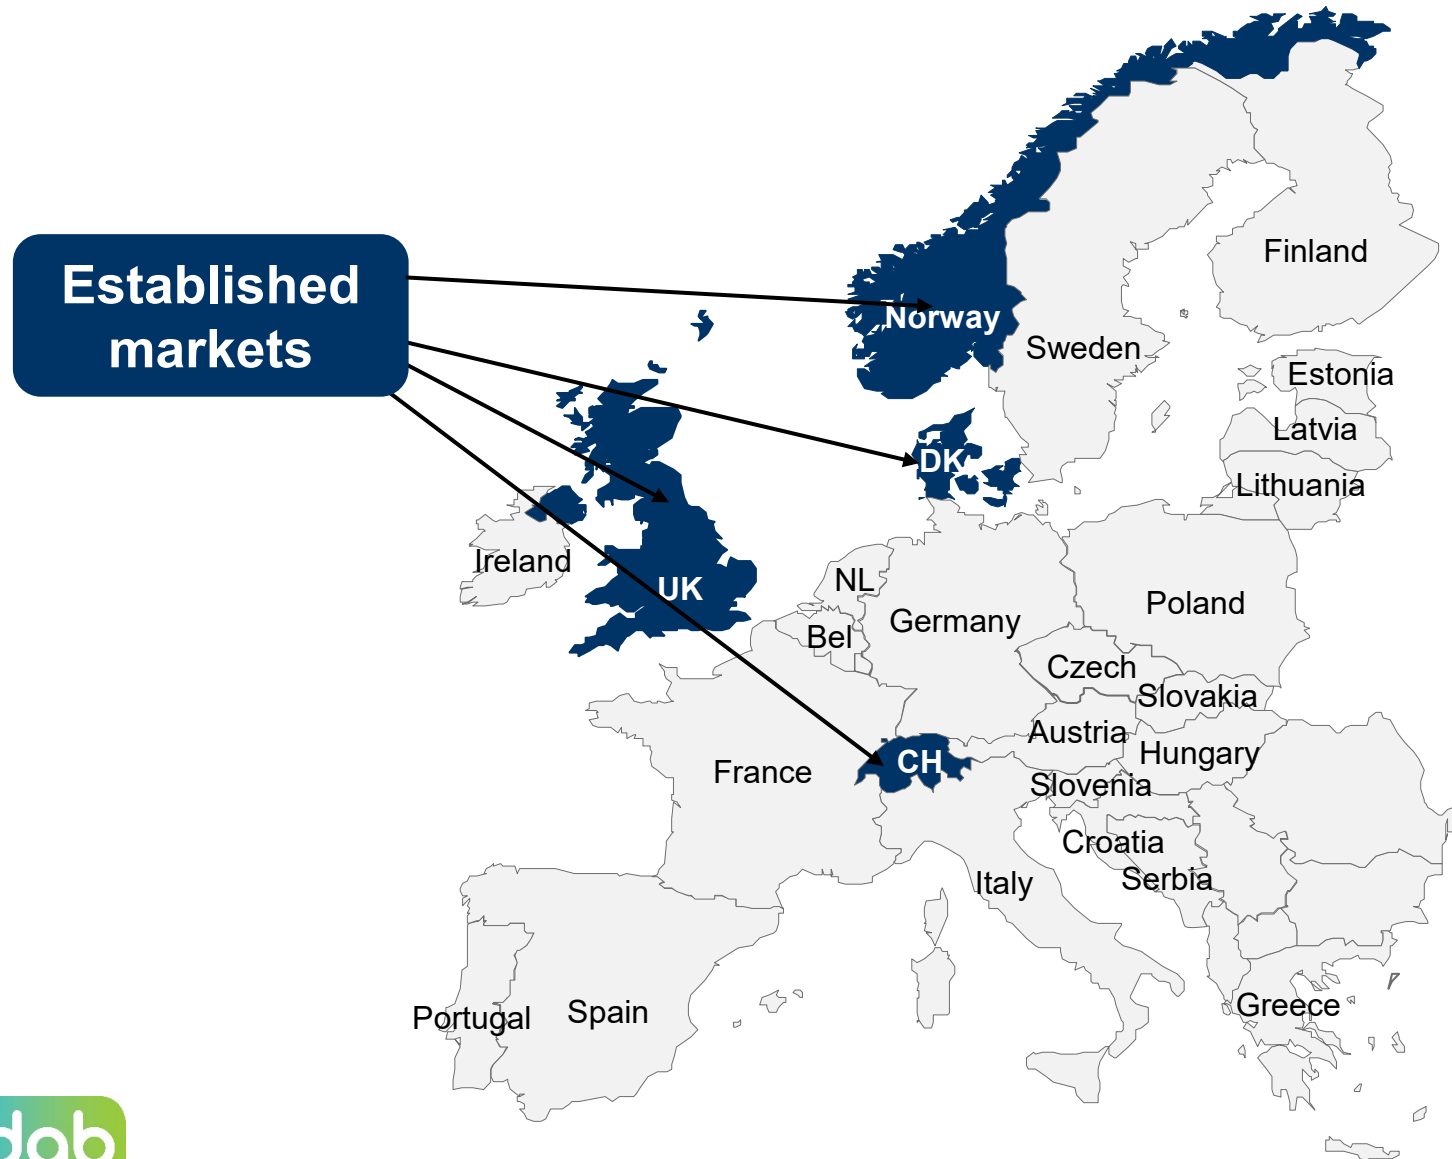 Established
markets
Norway
Finland
Sweden
Estonia
Latvia
Lithuania
DK
Ireland
UK
NL
Bel
Germany
Poland
Czech
Slovakia
Austria
Hungary
CH
France
Slovenia
Croatia
Serbia
Italy
Portugal
Spain
Greece
dob